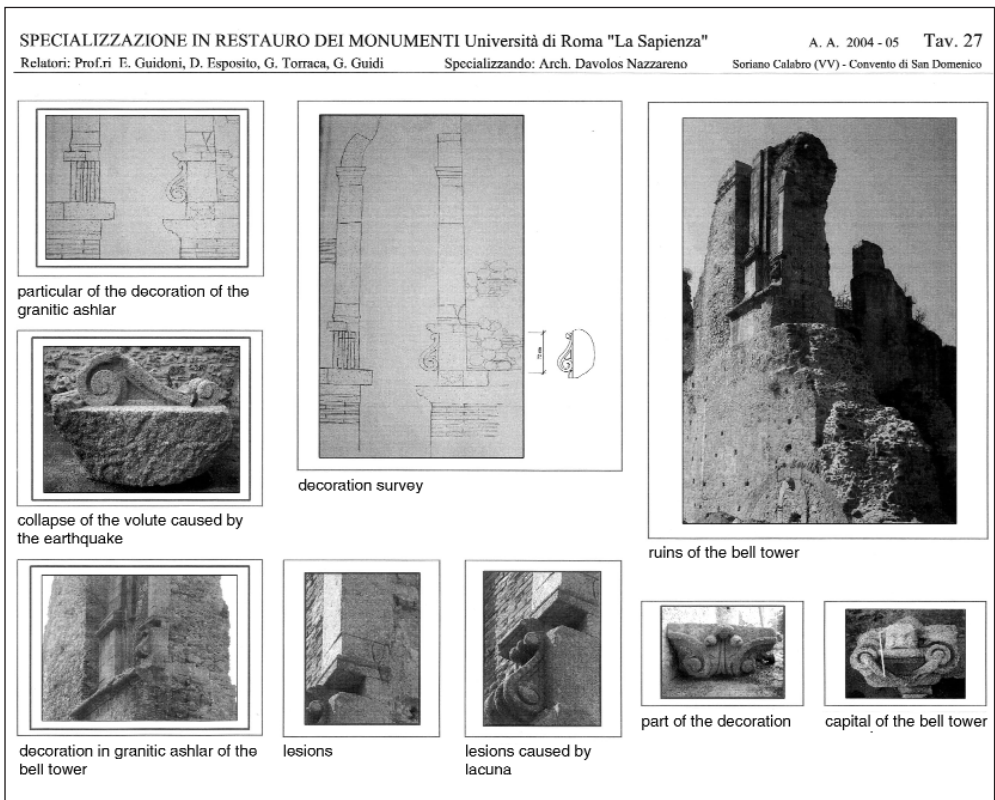 SPECIALIZZAZIONE IN RESTAURO DEI MONUMENTI Università di Roma "La Sapienza" A. A. 2004 - 05 Tav. 27
Relatori: Prof.ri E. Guidoni, D. Esposito, G. Torraca, G. Guidi Specializzando: Arch. Davolos Nazzareno Soriano Calabro (VV) - Convento di San Domenico
particular of the decoration of the
granitic ashlar
collapse of the volute caused by
the earthquake
decoration survey
ruins of the bell tower
decoration in granitic ashlar of the
bell tower
lesions
lesions caused by
lacuna
part of the decoration
capital of the bell tower